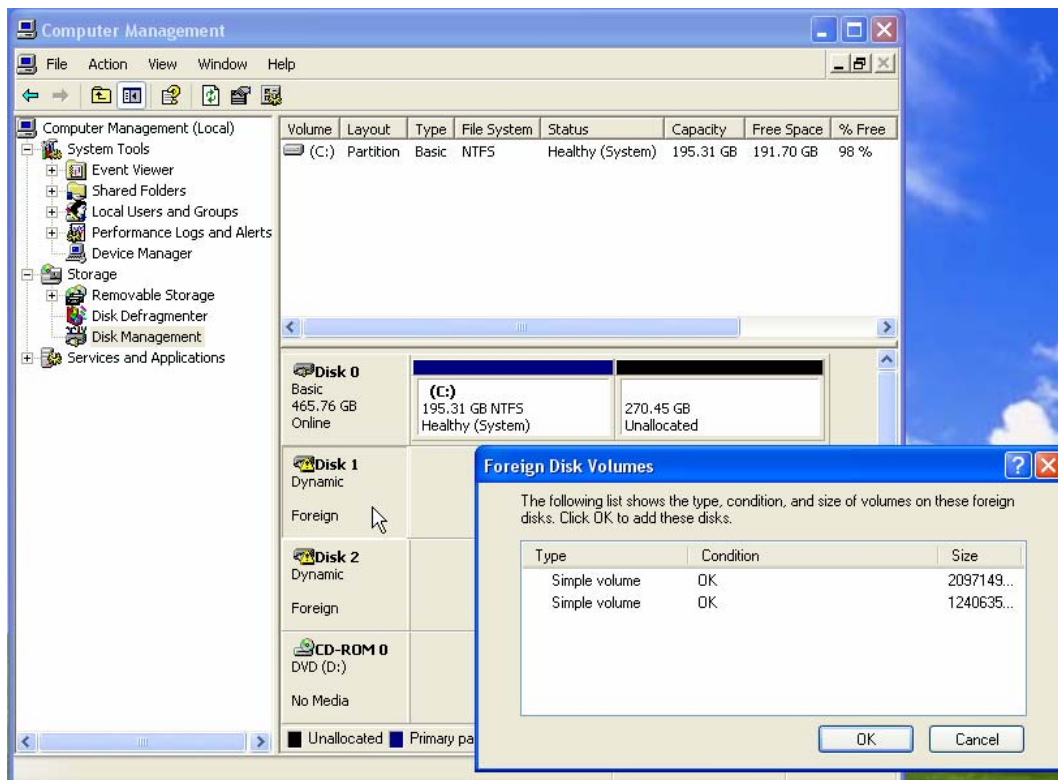 Computer Management
File Action View Window Help
Computer Management (Local)
System Tools
Event Viewer
Shared Folders
Local Users and Groups
Performance Logs and Alerts
Device Manager
Storage
Removable Storage
Disk Defragmenter
Disk Management
Services and Applications
Volume Layout Type File System Status Capacity Free Space % Free
(C:) Partition Basic NTFS Healthy (System) 195.31 GB 191.70 GB 98 %
Disk 0
Basic
465.76 GB
Online
(C:)
195.31 GB NTFS
Healthy (System)
270.45 GB
Unallocated
Disk 1
Dynamic
Foreign
Disk 2
Dynamic
Foreign
CD-ROM 0
DVD (D:)
No Media
Unallocated Primary pa
Foreign Disk Volumes
The following list shows the type, condition, and size of volumes on these foreign
disks. Click OK to add these disks.
Type Condition Size
Simple volume OK 2097149...
Simple volume OK 1240635...
OK Cancel